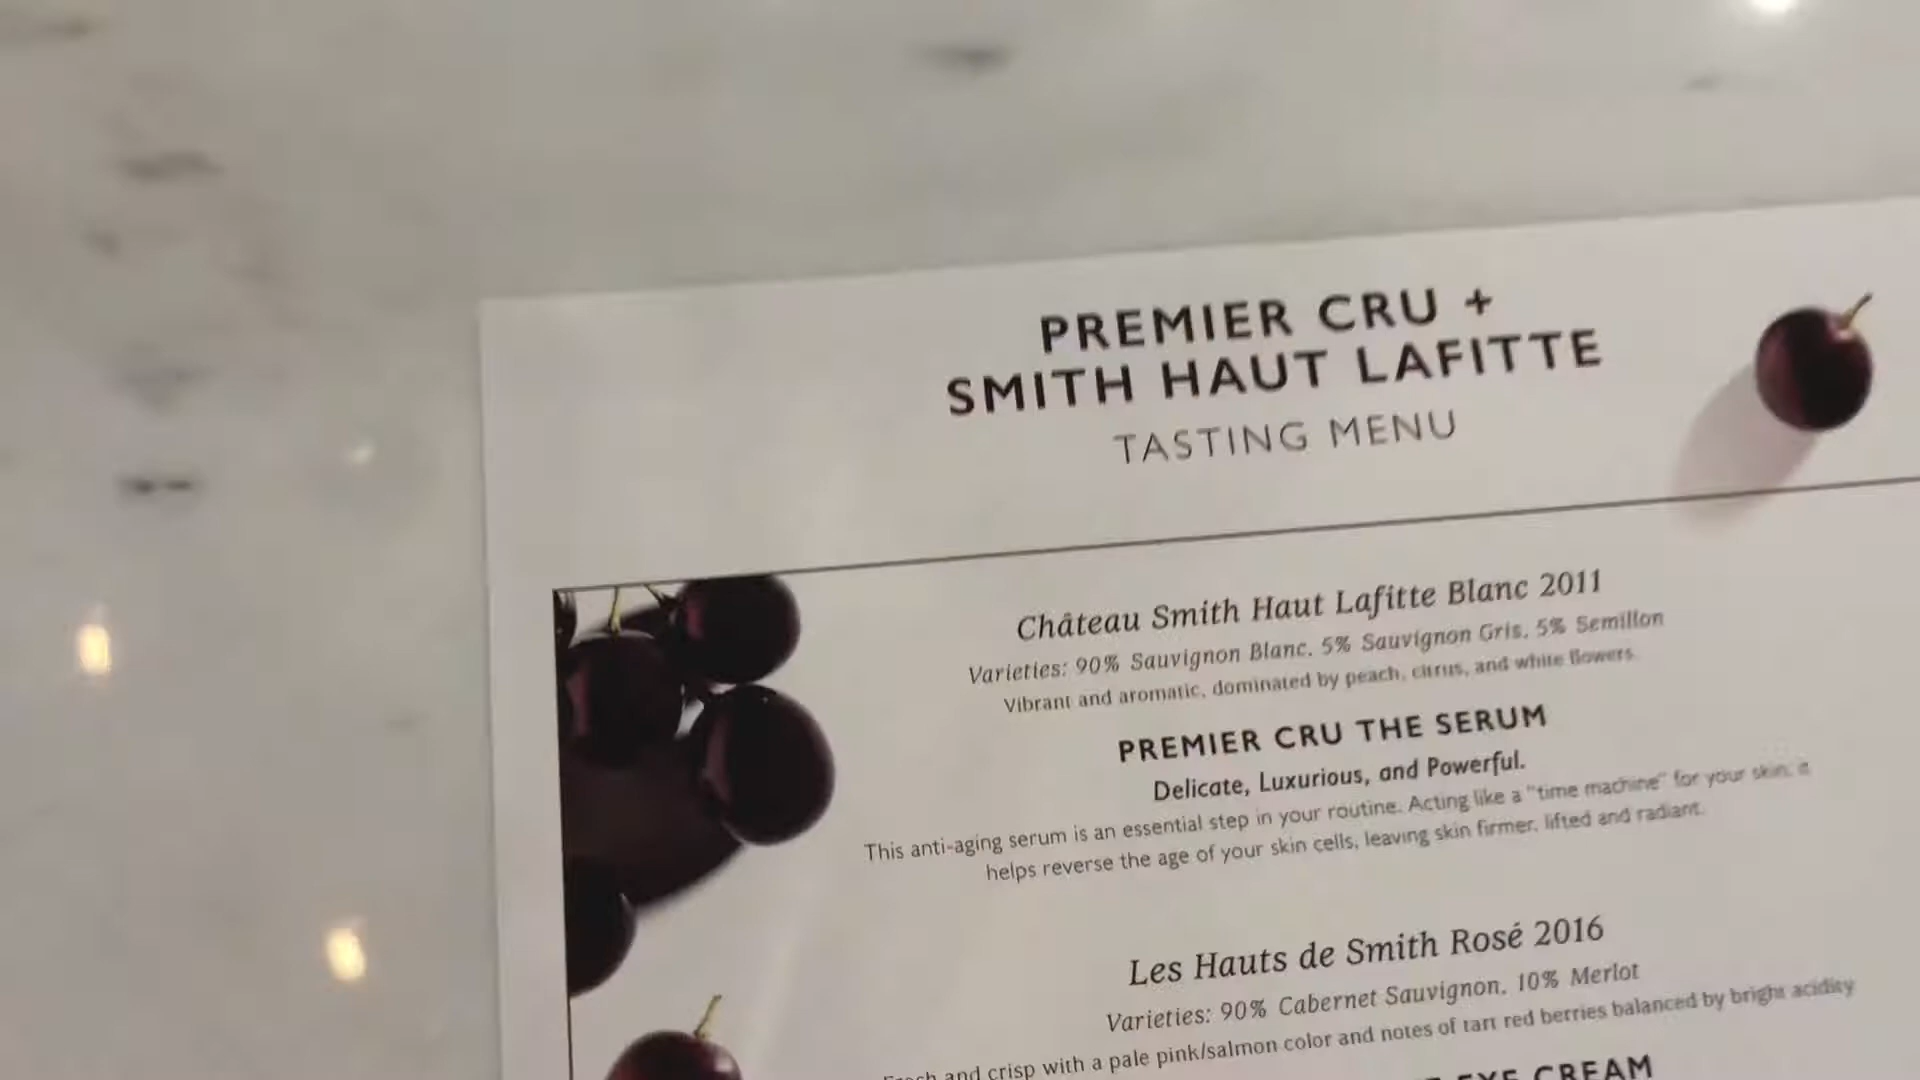 PREMIER CRU +
SMITH HAUT LAFITTE
TASTING MENU
Château Smith Haut Lafitte Blanc 2011
Varieties: 90% Sauvignon Blanc, 5% Sauvignon Gris, 5% Semillon
Vibrant and aromatic, dominated by peach, citrus, and white flowers.
PREMIER CRU THE SERUM
Delicate, Luxurious, and Powerful.
This anti-aging serum is an essential step in your routine. Acting like a "time machine" for your skin, it
helps reverse the age of your skin cells, leaving skin firmer, lifted and radiant.
Les Hauts de Smith Rosé 2016
Varieties: 90% Cabernet Sauvignon, 10% Merlot
and crisp with a pale pink/salmon color and notes of tart red berries balanced by bright acidity
EYE CREAM